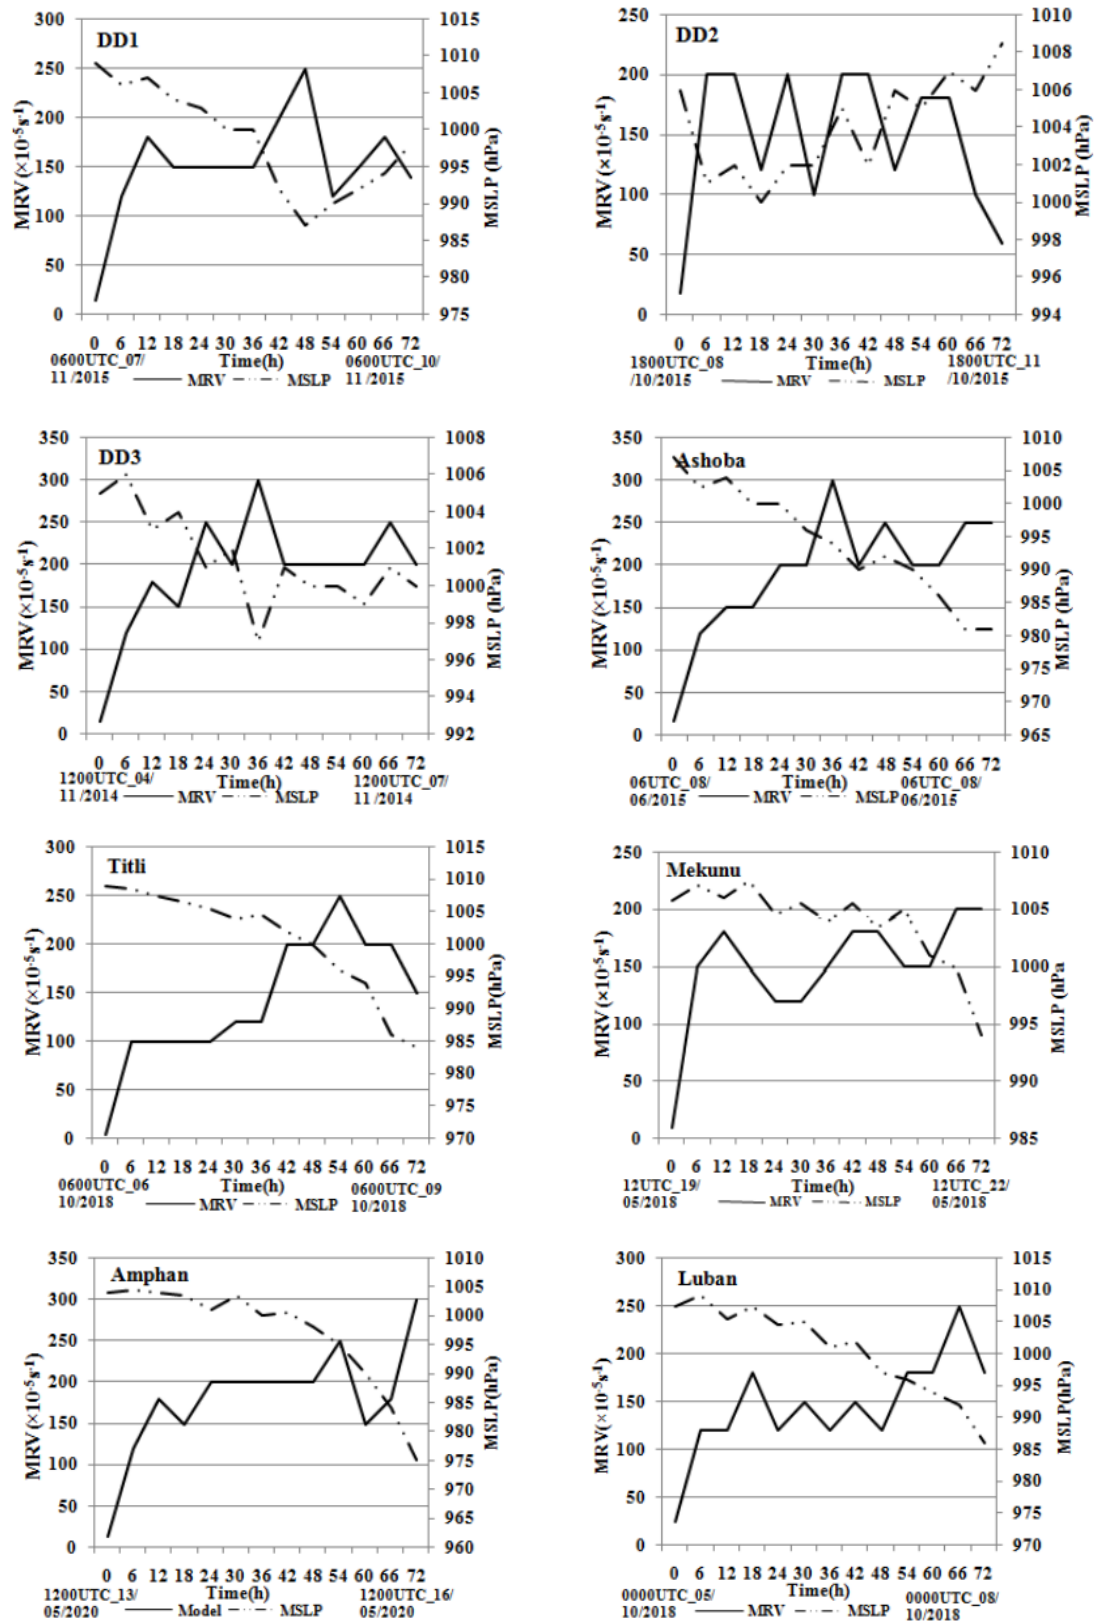 DD1
MRV (×10-5s-1)
300
250
200
150
100
50
0
1015
1010
1005
1000
995
990
985
980
975
MSLP (hPa)
0 6 12 18 24 30 36 42 48 54 60 66 72
0600UTC_07/
11 /2015
Time(h)
0600UTC_10/
11 /2015
MRV MSLP
DD2
MRV (×10-5s-1)
250
200
150
100
50
0
1010
1008
1006
1004
1002
1000
998
996
994
MSLP (hPa)
0 6 12 18 24 30 36 42 48 54 60 66 72
1800UTC_08
/10/2015
Time(h)
1800UTC_11
/10/2015
MRV MSLP
DD3
MRV (×10-5s-1)
350
300
250
200
150
100
50
0
1008
1006
1004
1002
1000
998
996
994
992
MSLP (hPa)
0 6 12 18 24 30 36 42 48 54 60 66 72
1200UTC_04/
11 /2014
Time(h)
1200UTC_07/
11 /2014
MRV MSLP
Ashoba
MRV (×10-5s-1)
350
300
250
200
150
100
50
0
1010
1005
1000
995
990
985
980
975
970
965
MSLP (hPa)
0 6 12 18 24 30 36 42 48 54 60 66 72
06UTC_08/
06/2015
Time(h)
06UTC_08/
06/2015
MRV MSLP
Titli
MRV (×10-5s-1)
300
250
200
150
100
50
0
1015
1010
1005
1000
995
990
985
980
975
970
MSLP(hPa)
0 6 12 18 24 30 36 42 48 54 60 66 72
0600UTC_06
10/2018
Time(h)
0600UTC_09
10/2018
MRV MSLP
Mekunu
MRV (×10-5s-1)
250
200
150
100
50
0
1010
1005
1000
995
990
985
MSLP (hPa
0 6 12 18 24 30 36 42 48 54 60 66 72
12UTC_19/
05/2018
Time(h)
12UTC_22/
05/2018
MRV MSLP
Amphan
MRV (×10-5s-1)
350
300
250
200
150
100
50
0
1010
1005
1000
995
990
985
980
975
970
965
960
MSLP(hPa)
0 6 12 18 24 30 36 42 48 54 60 66 72
1200UTC_13/
05/2020
Time(h)
1200UTC_16/
05/2020
Model MSLP
Luban
MRV(×10-5s-1)
300
250
200
150
100
50
0
1015
1010
1005
1000
995
990
985
980
975
970
MSLP(hPa)
0 6 12 18 24 30 36 42 48 54 60 66 72
0000UTC_05/
10/2018
Time(h)
0000UTC_08/
10/2018
MRV MSLP